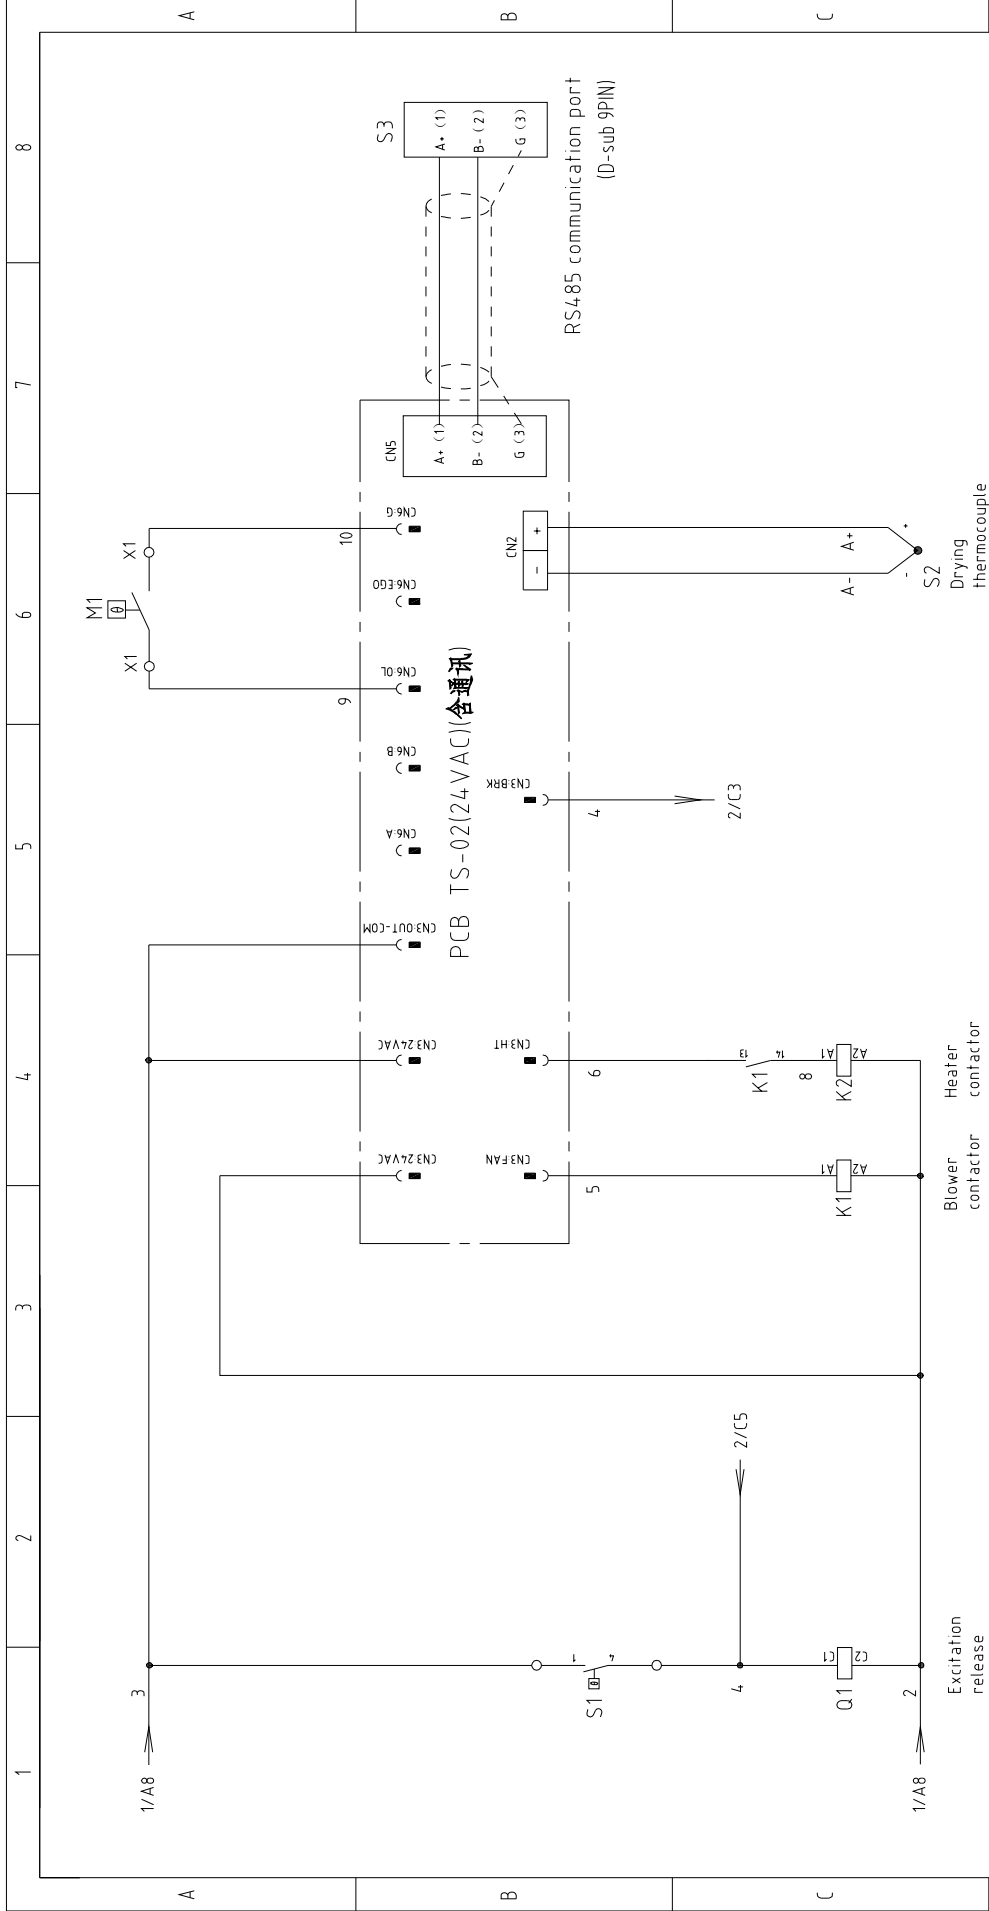 1
2
3
4
5
6
7
8
A
B
C
A
B
C
1/A8
3
1/A8
2
S1
θ
1
4
4
2/C5
Q1
C1
C2
Excitation
release
CN3:24VAC
CN3:24VAC
CN3:OUT-COM
CN6:A
CN6:B
CN6:OL
CN6:EGO
CN6:G
PCB TS-02(24VAC)(含通讯)
CN3:FAN
CN3:HT
CN3:BRK
5
K1
A1
A2
Blower
contactor
6
K1
13
14
8
K2
A1
A2
Heater
contactor
4
2/C3
9
10
X1
M1
θ
X1
CN2
-
+
A-
A+
-
+
S2
Drying
thermocouple
CN5
A+ (1)
B- (2)
G (3)
S3
A+ (1)
B- (2)
G (3)
RS485 communication port
(D-sub 9PIN)